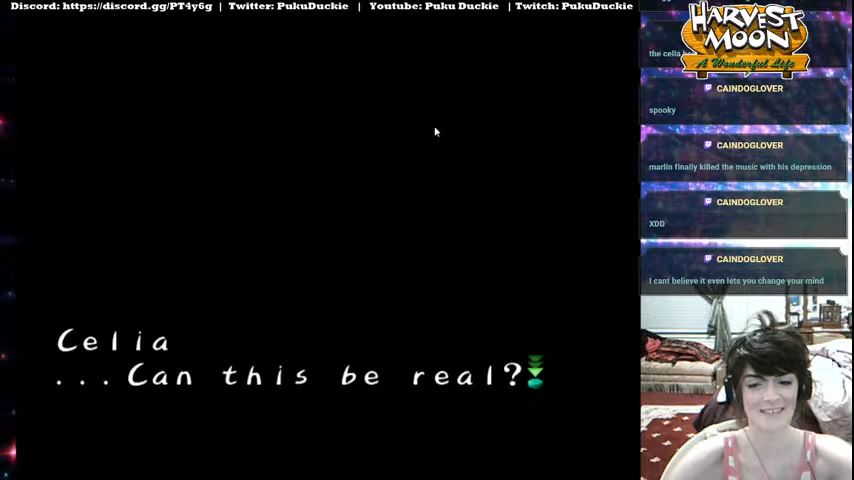 Discord: https://discord.gg/PT4y6g | Twitter: PukuDuckie | Youtube: Puku Duckie | Twitch: PukuDuckie
HARVEST
MOON
A Wonderful Life
the celia
CAINDOGLOVER
spooky
CAINDOGLOVER
marlin finally killed the music with his depression
CAINDOGLOVER
XDD
CAINDOGLOVER
I cant believe it even lets you change your mind
Celia
...Can this be real?